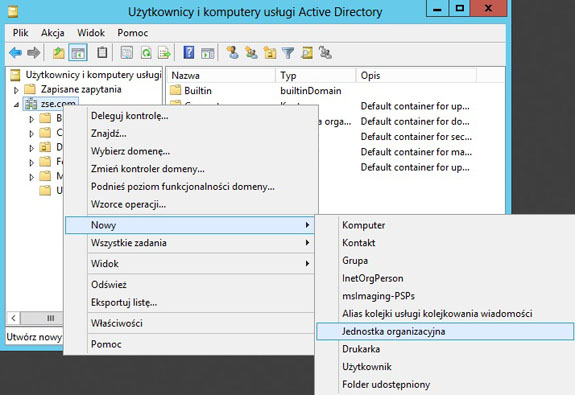 Użytkownicy i komputery usługi Active Directory
Plik Akcja Widok Pomoc
Użytkownicy i komputery usługi
Zapisane zapytania
zse.com
B
C
D
Fo
M
U
Nazwa Typ Opis
Builtin builtinDomain
Default container for up...
orga... Default container for do...
Default container for sec...
Default container for ma...
Default container for up...
Deleguj kontrolę...
Znajdź...
Wybierz domenę...
Zmień kontroler domeny...
Podnieś poziom funkcjonalności domeny...
Wzorce operacji...
Nowy
Wszystkie zadania
Widok
Odśwież
Eksportuj listę...
Właściwości
Pomoc
Utwórz nowy
Komputer
Kontakt
Grupa
InetOrgPerson
msImaging-PSPs
Alias kolejki usługi kolejkowania wiadomości
Jednostka organizacyjna
Drukarka
Użytkownik
Folder udostępniony